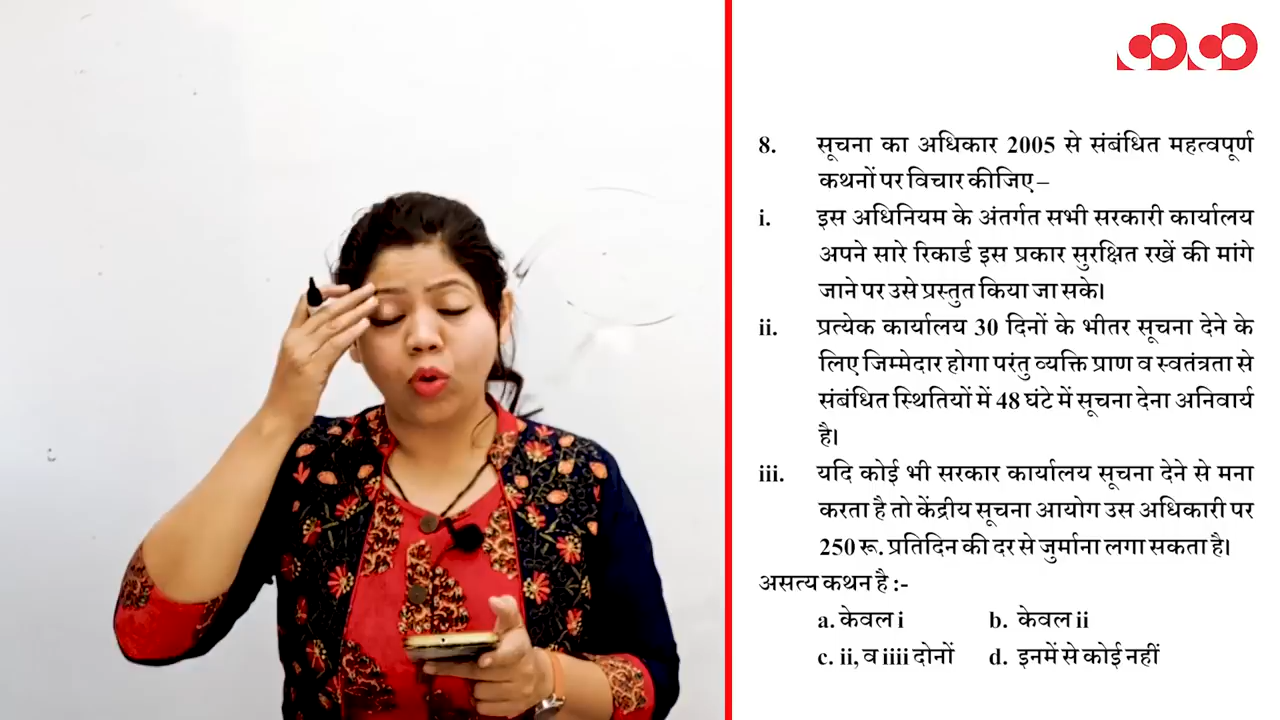 8. सूचना का अधिकार 2005 से संबंधित महत्वपूर्ण
कथनों पर विचार कीजिए –
i. इस अधिनियम के अंतर्गत सभी सरकारी कार्यालय
अपने सारे रिकार्ड इस प्रकार सुरक्षित रखें की मांगे
जाने पर उसे प्रस्तुत किया जा सके।
ii. प्रत्येक कार्यालय 30 दिनों के भीतर सूचना देने के
लिए जिम्मेदार होगा परंतु व्यक्ति प्राण व स्वतंत्रता से
संबंधित स्थितियों में 48 घंटे में सूचना देना अनिवार्य
है।
iii. यदि कोई भी सरकार कार्यालय सूचना देने से मना
करता है तो केंद्रीय सूचना आयोग उस अधिकारी पर
250 रू. प्रतिदिन की दर से जुर्माना लगा सकता है।
असत्य कथन है :-
a. केवल i b. केवल ii
c. ii, व iiii दोनों d. इनमें से कोई नहीं